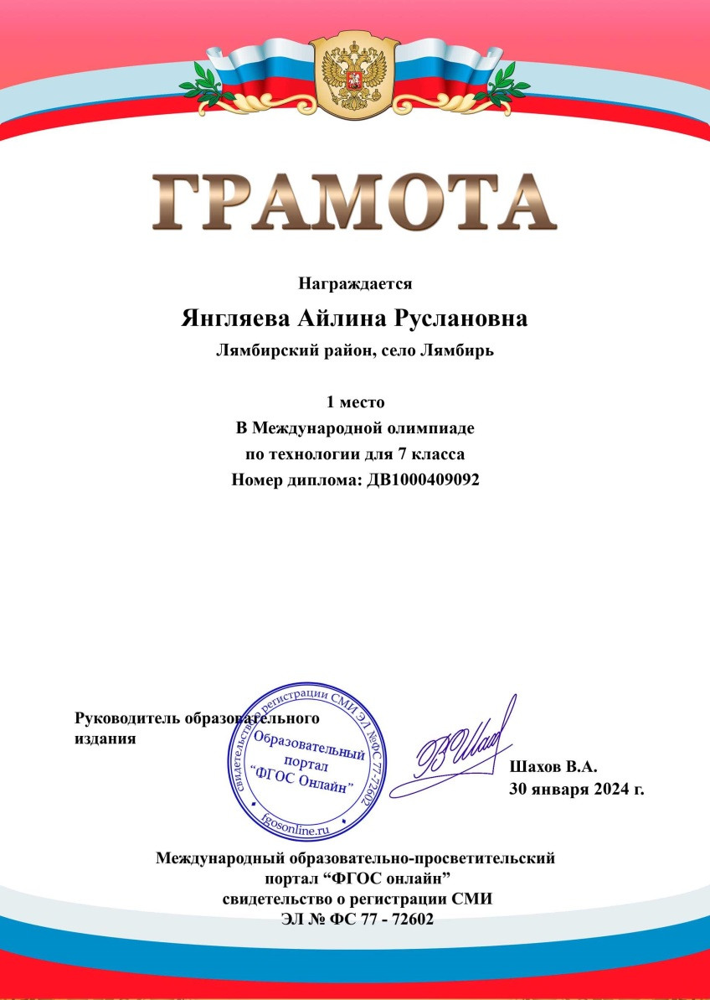 ГРАМОТА
Награждается
Янгляева Айлина Руслановна
Лямбирский район, село Лямбирь
1 место
В Международной олимпиаде
по технологии для 7 класса
Номер диплома: ДВ1000409092
Руководитель образовательного
издания
свидетельство о регистрации СМИ ЭЛ №ФС 77-72602
Образовательный
портал
“ФГОС Онлайн”
fgosonline.ru
В Шах
Шахов В.А.
30 января 2024 г.
Международный образовательно-просветительский
портал “ФГОС онлайн”
свидетельство о регистрации СМИ
ЭЛ № ФС 77 - 72602